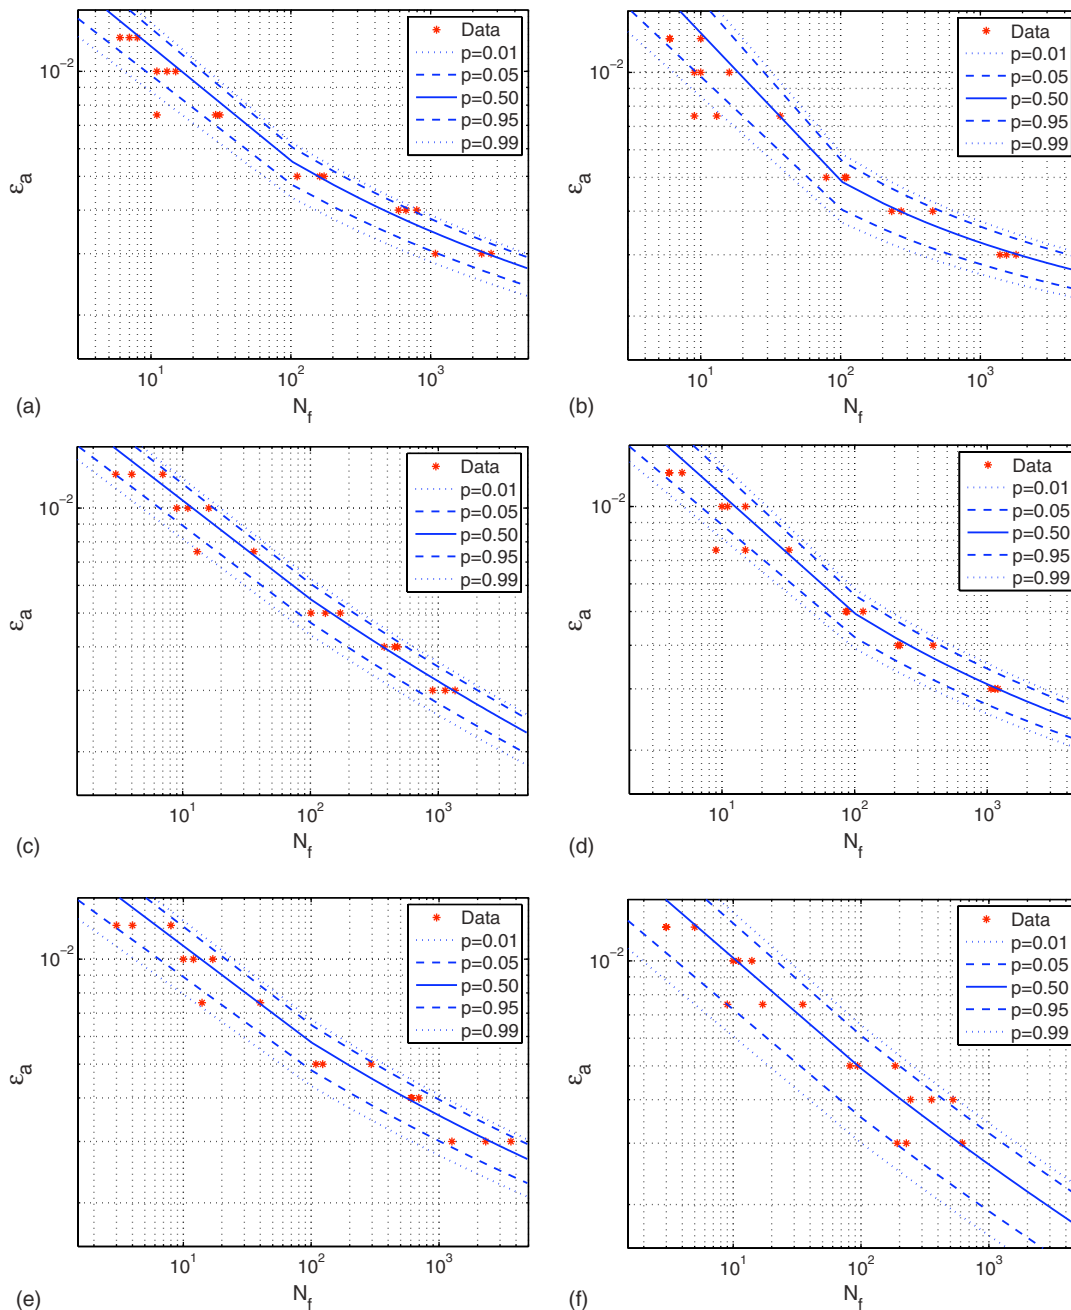 Data
p=0.01
p=0.05
p=0.50
p=0.95
p=0.99
10^-2
ε_a
10^1
10^2
10^3
N_f
(a)
Data
p=0.01
p=0.05
p=0.50
p=0.95
p=0.99
10^-2
ε_a
10^1
10^2
10^3
N_f
(b)
Data
p=0.01
p=0.05
p=0.50
p=0.95
p=0.99
10^-2
ε_a
10^1
10^2
10^3
N_f
(c)
Data
p=0.01
p=0.05
p=0.50
p=0.95
p=0.99
10^-2
ε_a
10^1
10^2
10^3
N_f
(d)
Data
p=0.01
p=0.05
p=0.50
p=0.95
p=0.99
10^-2
ε_a
10^1
10^2
10^3
N_f
(e)
Data
p=0.01
p=0.05
p=0.50
p=0.95
p=0.99
10^-2
ε_a
10^1
10^2
10^3
N_f
(f)